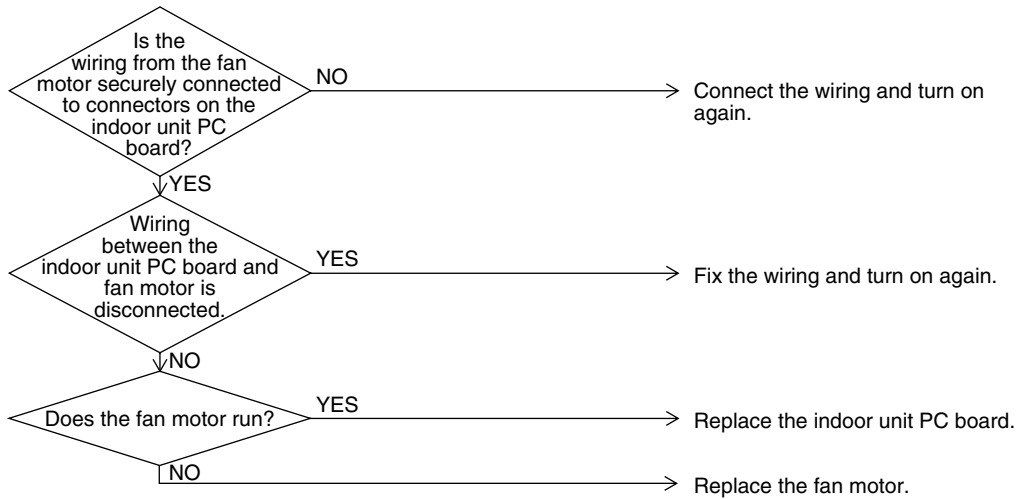 Is the
wiring from the fan
motor securely connected
to connectors on the
indoor unit PC
board?
NO
Connect the wiring and turn on
again.
YES
Wiring
between the
indoor unit PC board and
fan motor is
disconnected.
YES
Fix the wiring and turn on again.
NO
Does the fan motor run?
YES
Replace the indoor unit PC board.
NO
Replace the fan motor.